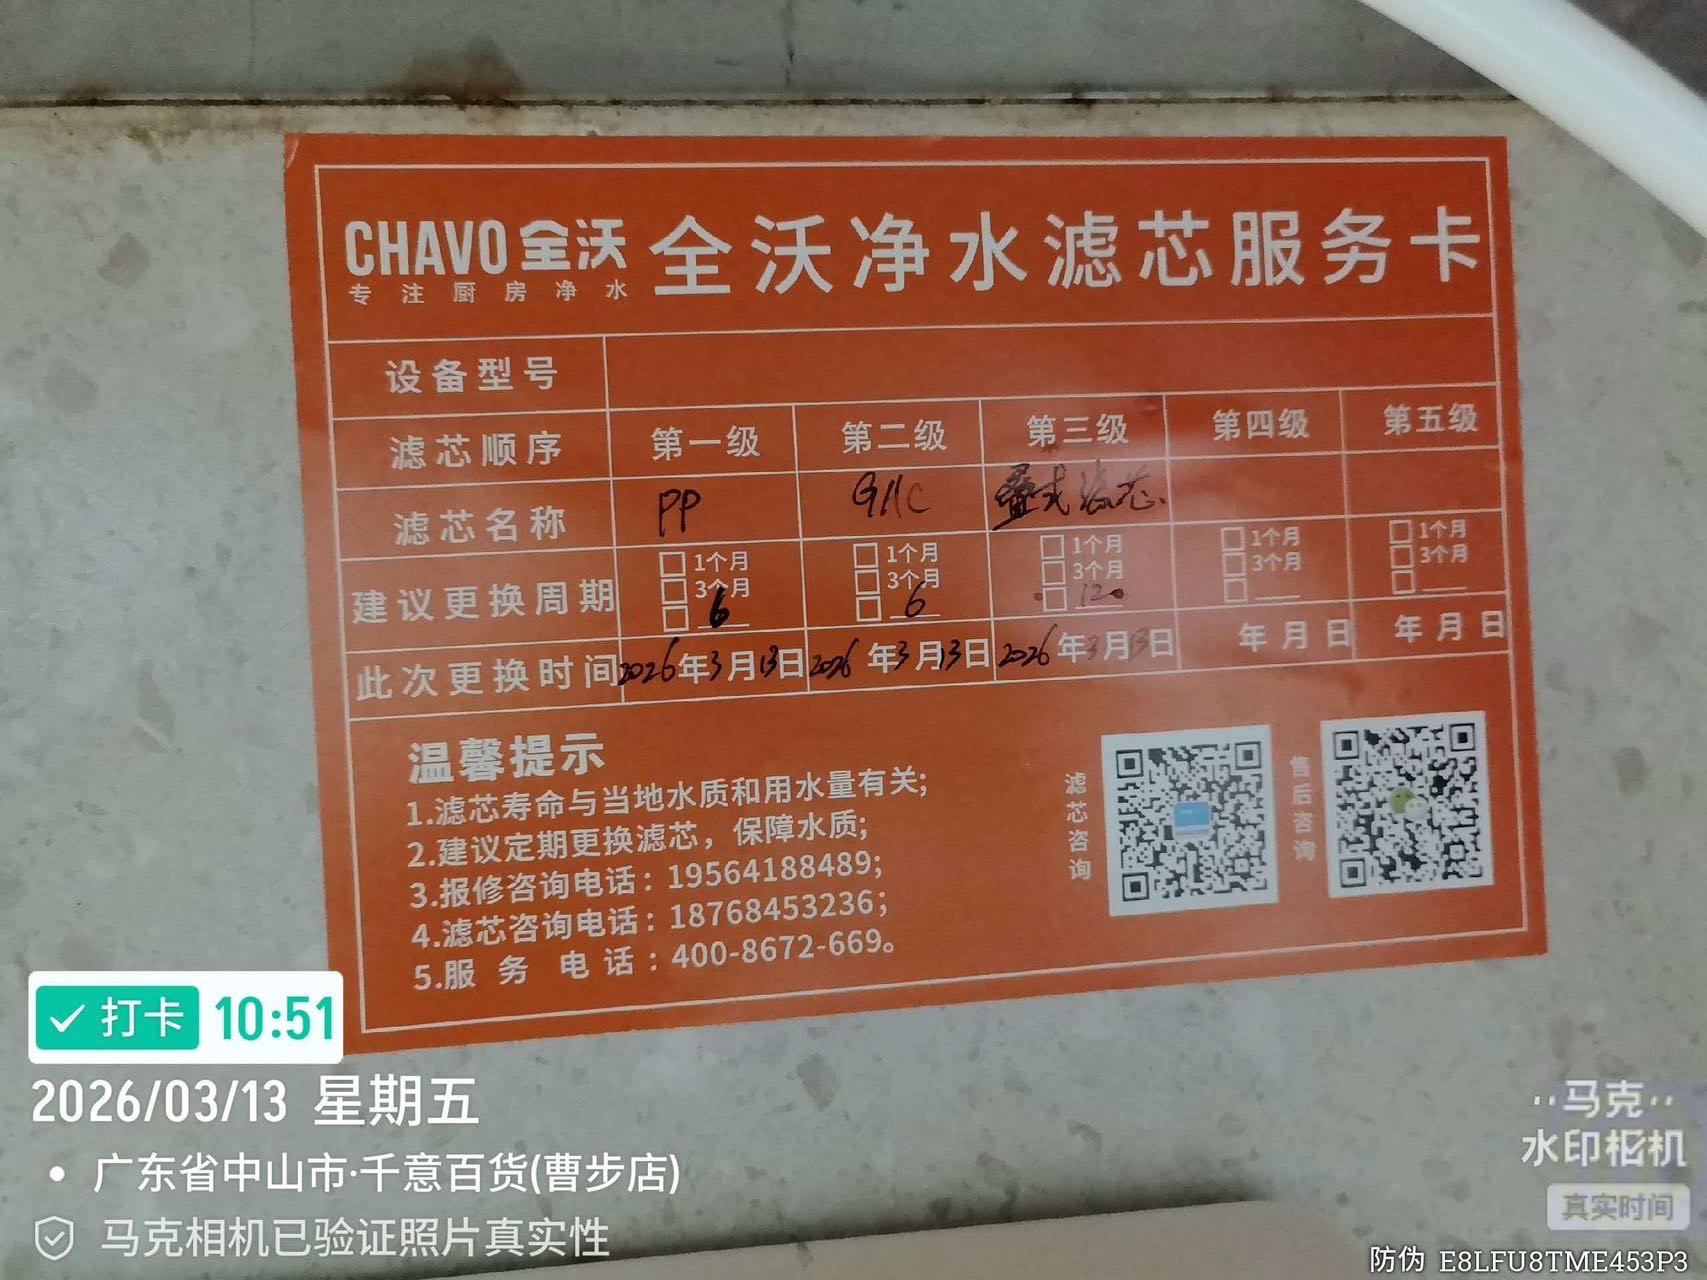 CHAVO 全沃 全沃净水滤芯服务卡
专注厨房净水
设备型号
滤芯顺序 第一级 第二级 第三级 第四级 第五级
滤芯名称 PP 叠式滤芯
建议更换周期 □1个月 □1个月 □1个月 □1个月 □1个月
□3个月 □3个月 □3个月 □3个月 □3个月
□6 □6 □12 □__ □__
此次更换时间 2026年3月13日 2026年3月13日 2026年3月13日 年月日 年月日
温馨提示
1.滤芯寿命与当地水质和用水量有关;
2.建议定期更换滤芯，保障水质;
3.报修咨询电话：19564188489;
4.滤芯咨询电话：18768453236;
5.服务电话：400-8672-669。
滤芯咨询
售后咨询
打卡 10:51
2026/03/13 星期五
广东省中山市·千意百货(曹步店)
马克相机已验证照片真实性
马克
水印相机
真实时间
防伪 E8LFU8TME453P3